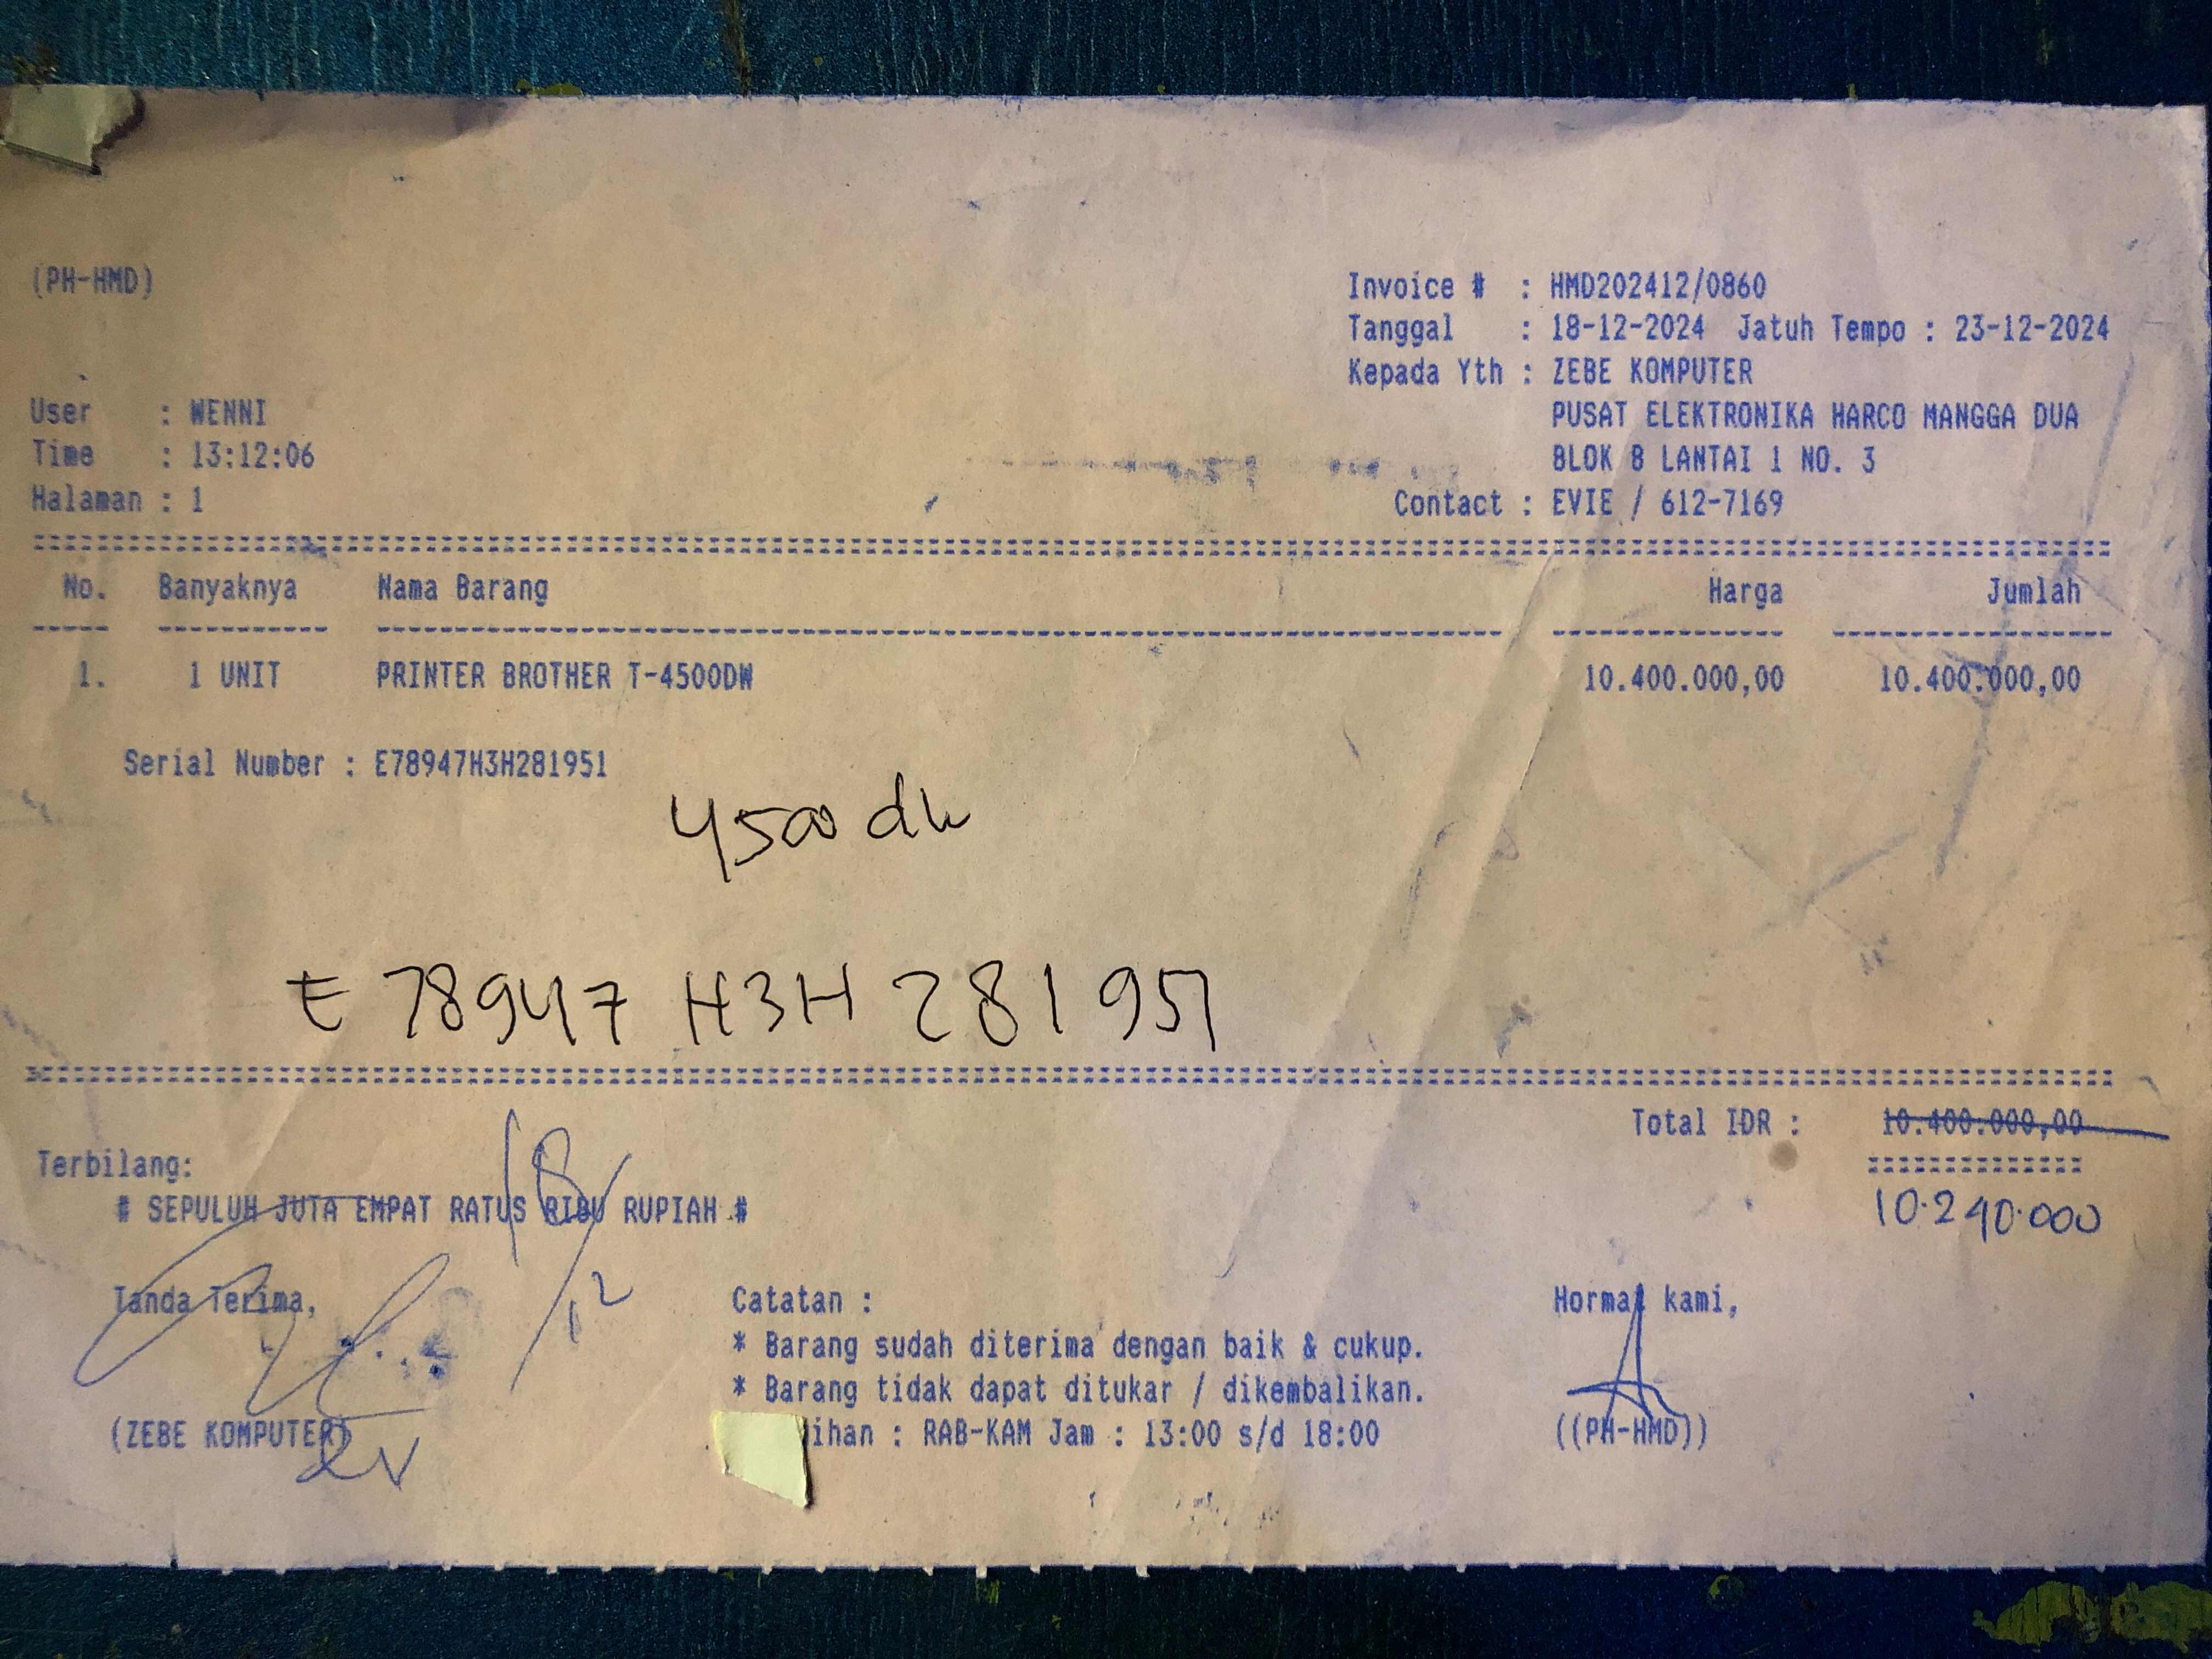 (PH-HMD)
Invoice # : HMD202412/0860
Tanggal : 18-12-2024 Jatuh Tempo : 23-12-2024
Kepada Yth : ZEBE KOMPUTER
PUSAT ELEKTRONIKA HARCO MANGGA DUA
BLOK B LANTAI 1 NO. 3
Contact : EVIE / 612-7169
User : WENNI
Time : 13:12:06
Halaman : 1
No. Banyaknya Nama Barang Harga Jumlah
1. 1 UNIT PRINTER BROTHER T-4500DW 10.400.000,00 10.400.000,00
Serial Number : E78947H3H281951
4500 dw
E 78947 H3H 281951
Total IDR : 10.400.000,00
10.240.000
Terbilang:
# SEPULUH JUTA EMPAT RATUS RIBU RUPIAH #
18/12
Tanda Terima,
(ZEBE KOMPUTER)
Catatan :
* Barang sudah diterima dengan baik & cukup.
* Barang tidak dapat ditukar / dikembalikan.
ihan : RAB-KAM Jam : 13:00 s/d 18:00
Hormat kami,
((PH-HMD))